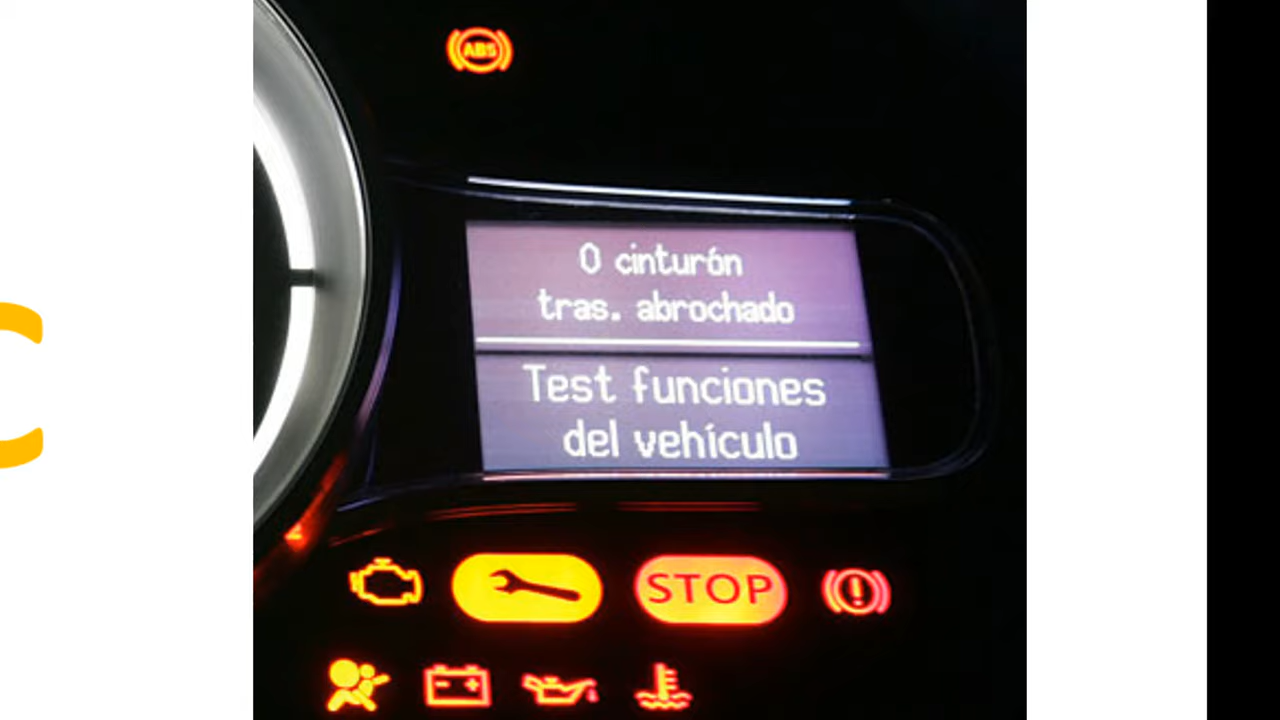 ABS
0 cinturón
tras. abrochado
Test funciones
del vehículo
STOP